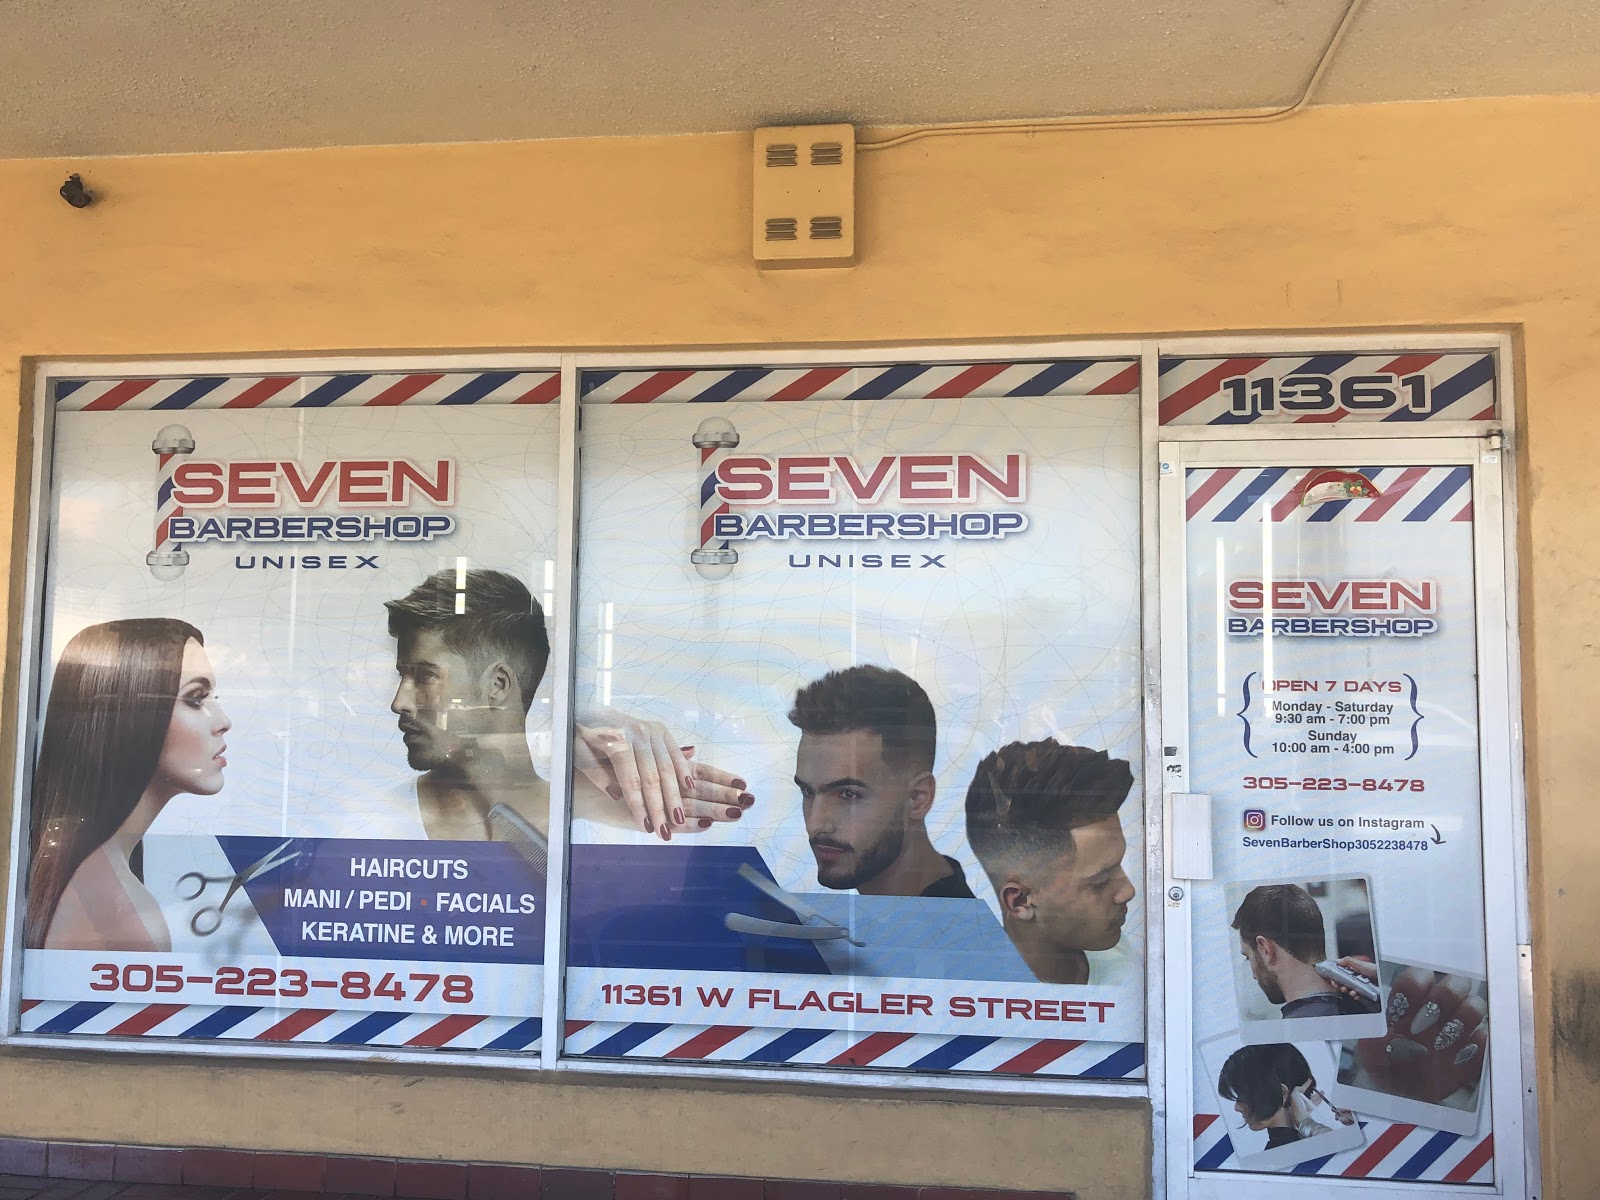 SEVEN
BARBERSHOP
UNISEX
HAIRCUTS
MANI / PEDI ▪ FACIALS
KERATINE & MORE
305-223-8478
SEVEN
BARBERSHOP
UNISEX
11361 W FLAGLER STREET
11361
SEVEN
BARBERSHOP
OPEN 7 DAYS
Monday - Saturday
9:30 am - 7:00 pm
Sunday
10:00 am - 4:00 pm
305-223-8478
Follow us on Instagram
SevenBarberShop3052238478